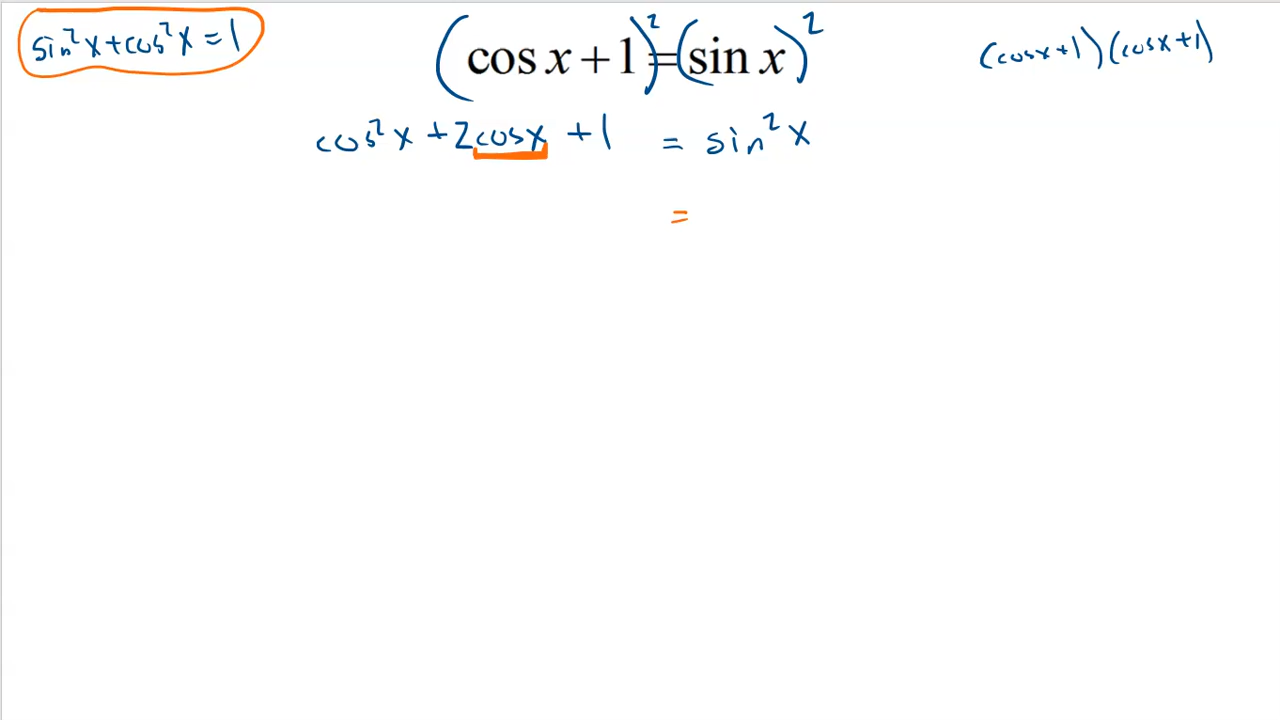 sin²x+cos²x=1
(cos x + 1)² = (sin x)²
(cosx+1)(cosx+1)
cos²x +2cosx +1 = sin²x
=